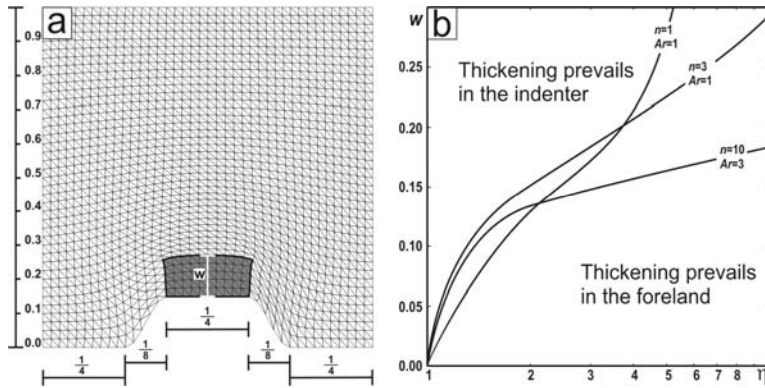 a
0.9
0.8
0.7
0.6
0.5
0.4
0.3
0.2
0.1
0.0
w
1/4
1/8
1/8
1/4
1/4
b
w
0.25
0.20
0.15
0.10
0.05
0.00
n=1
Ar=1
n=3
Ar=1
n=10
Ar=3
Thickening prevails
in the indenter
Thickening prevails
in the foreland
1 2 3 4 5 6 7 8 η